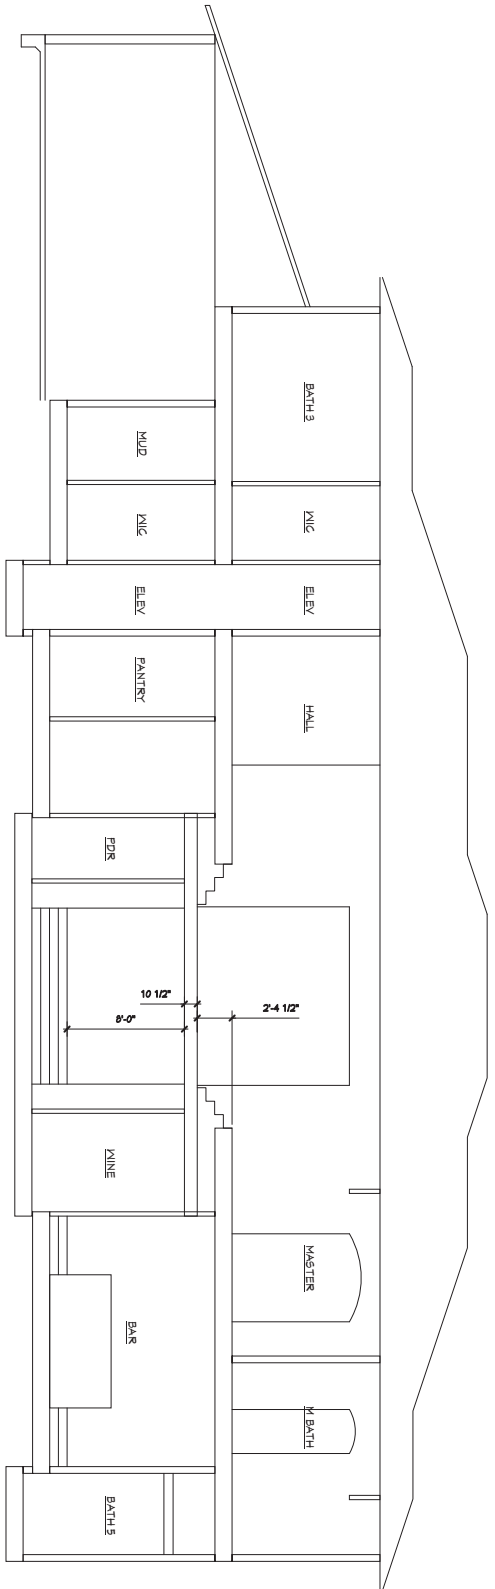 BATH 3
MUD
WIC
WIC
ELEV
ELEV
PANTRY
HALL
PDR
10 1/2"
8'-0"
2'-4 1/2"
WINE
MASTER
BAR
M. BATH
BATH 5